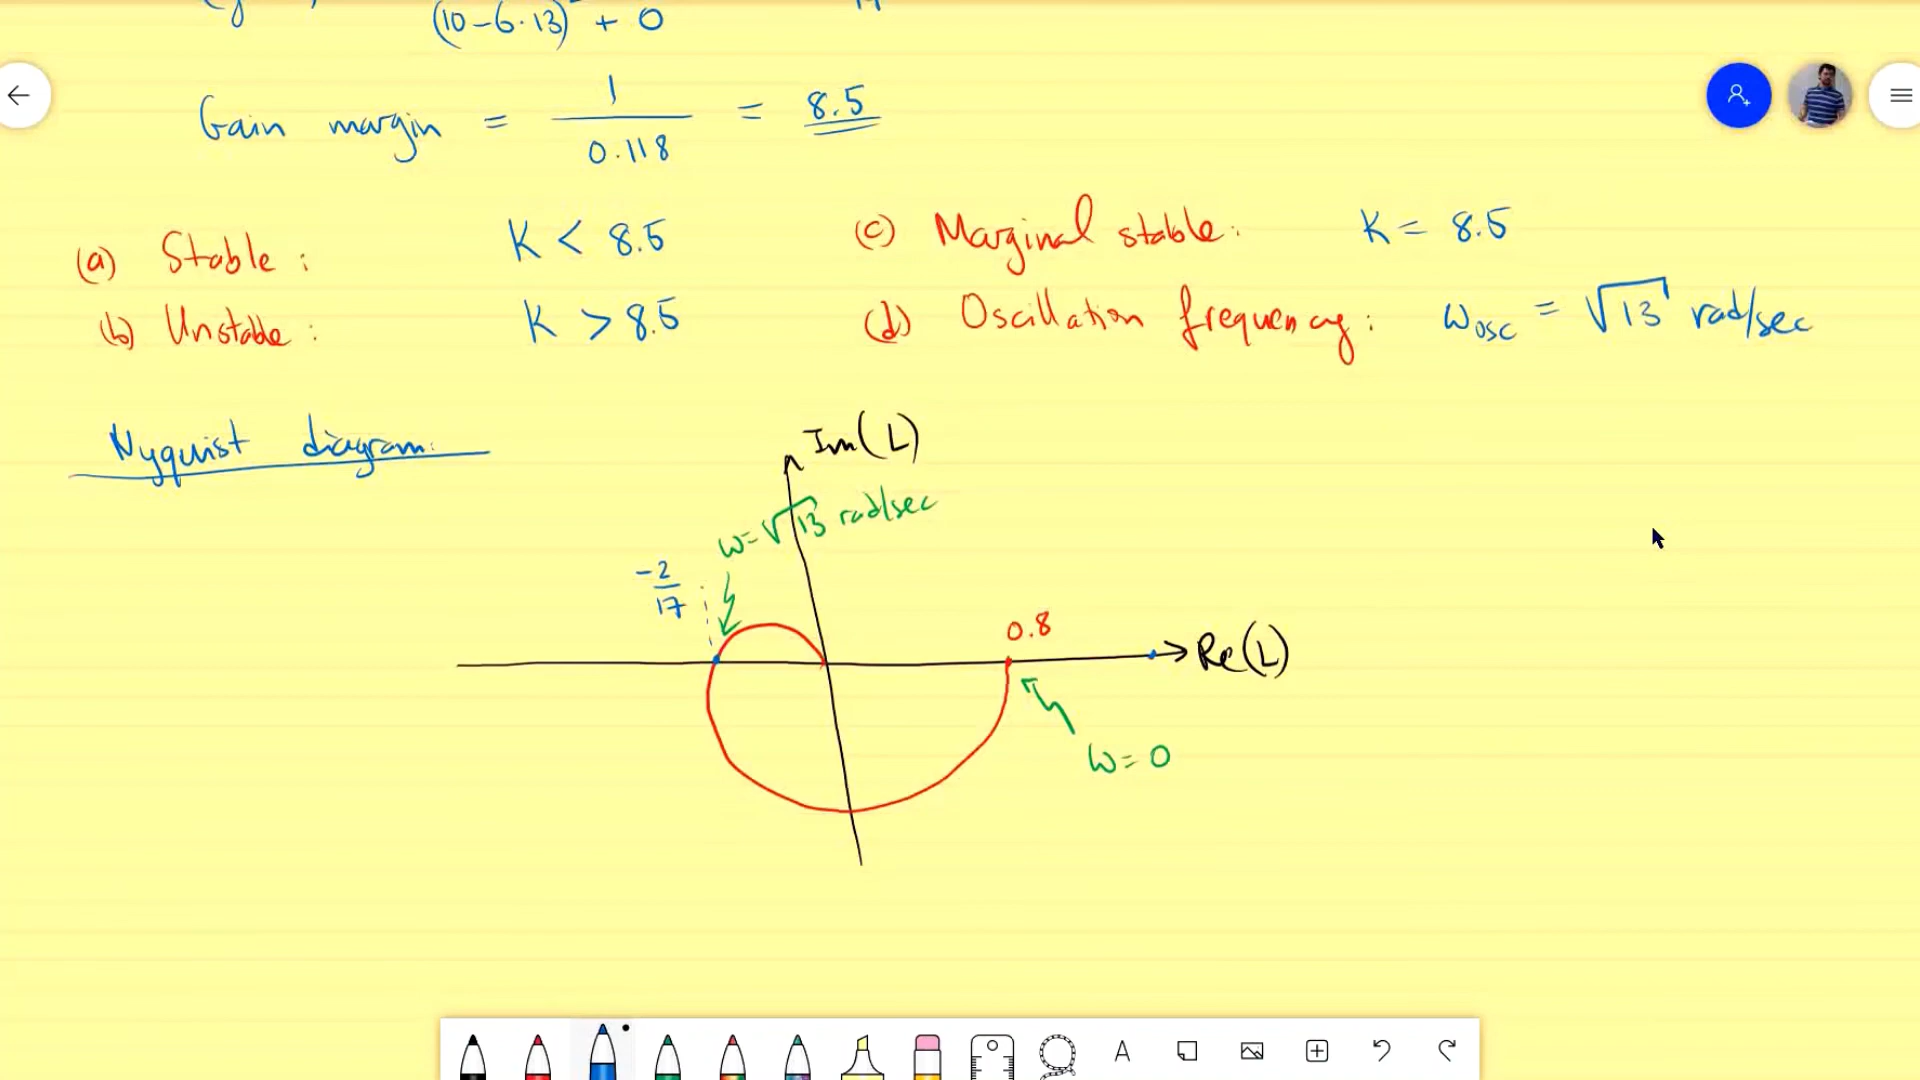 (10-6·13)² + 0
Gain margin = 1/0.118 = 8.5
(a) Stable: K < 8.5
(b) Unstable: K > 8.5
(c) Marginal stable: K = 8.5
(d) Oscillation frequency: ωosc = √13 rad/sec
Nyquist diagram:
Im(L)
ω=√13 rad/sec
-2/17
0.8
Re(L)
ω=0
A